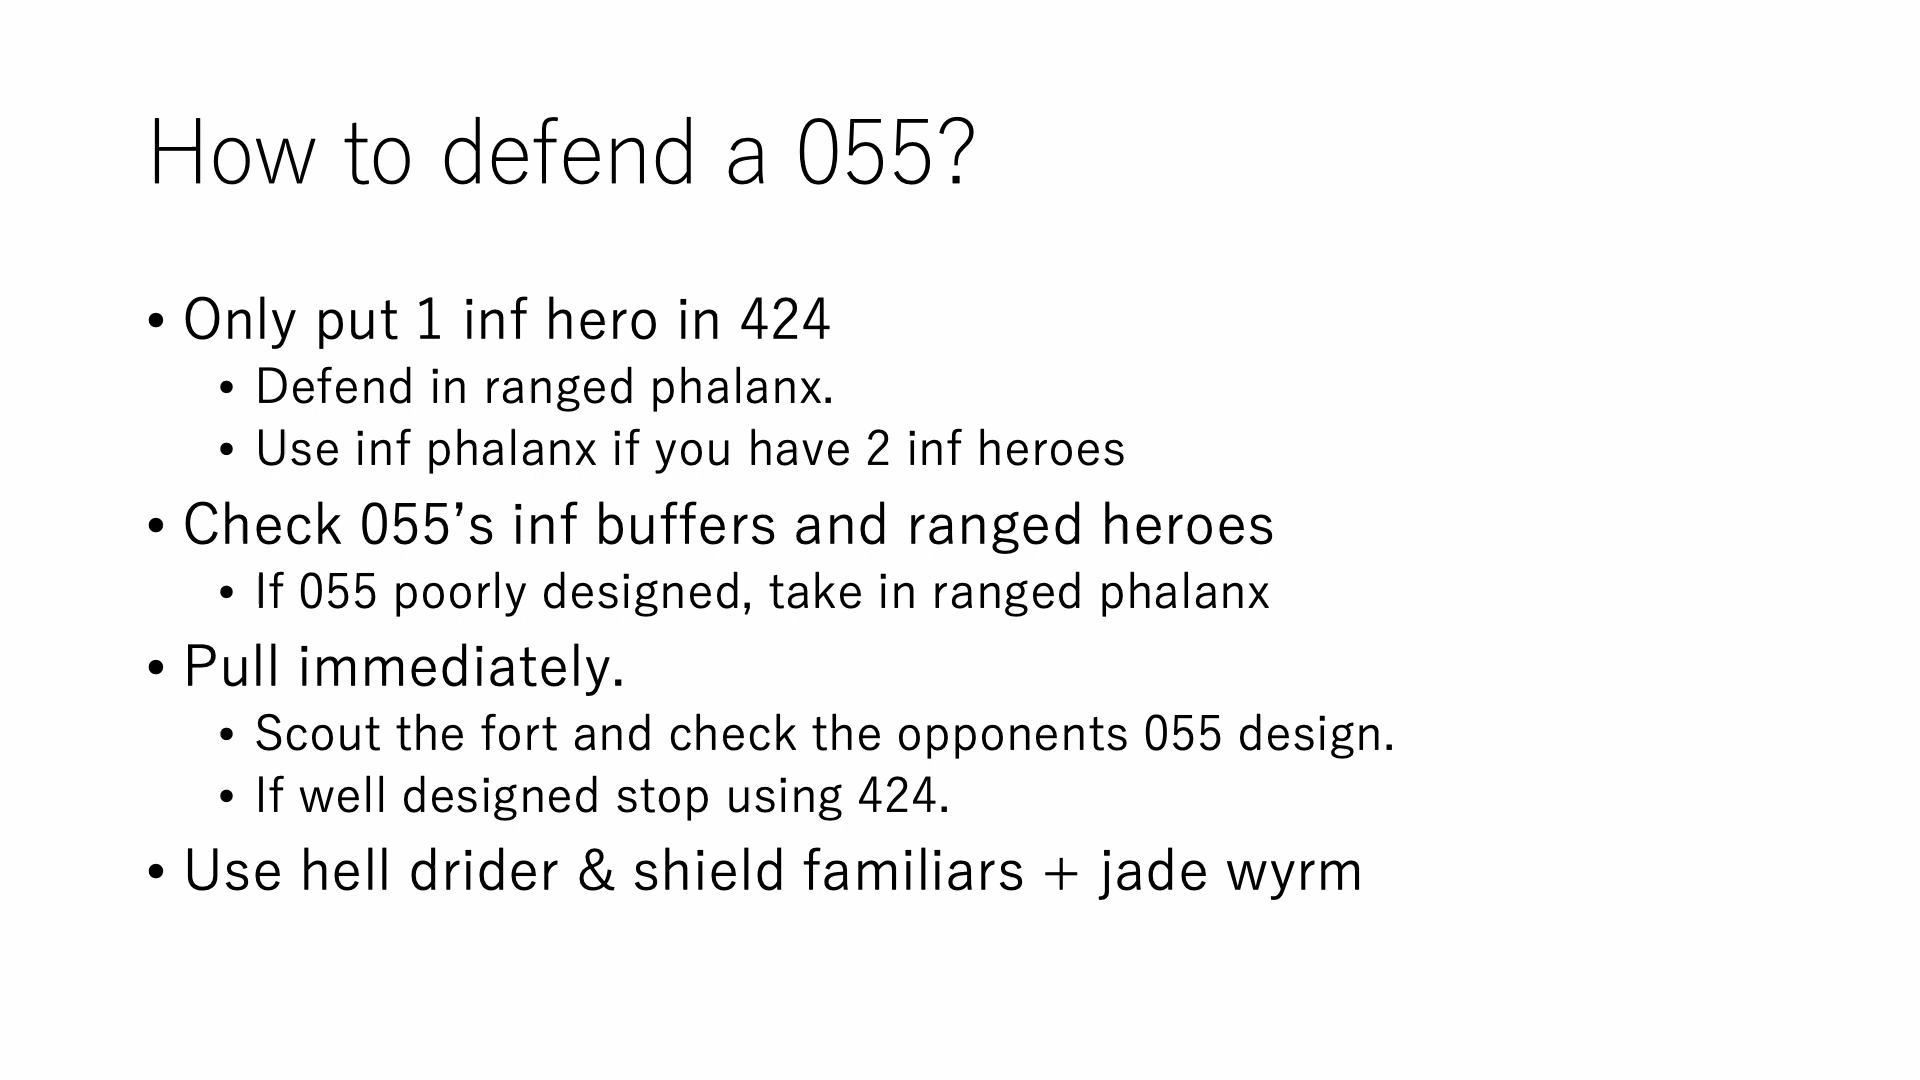 How to defend a 055?
• Only put 1 inf hero in 424
• Defend in ranged phalanx.
• Use inf phalanx if you have 2 inf heroes
• Check 055’s inf buffers and ranged heroes
• If 055 poorly designed, take in ranged phalanx
• Pull immediately.
• Scout the fort and check the opponents 055 design.
• If well designed stop using 424.
• Use hell drider & shield familiars + jade wyrm